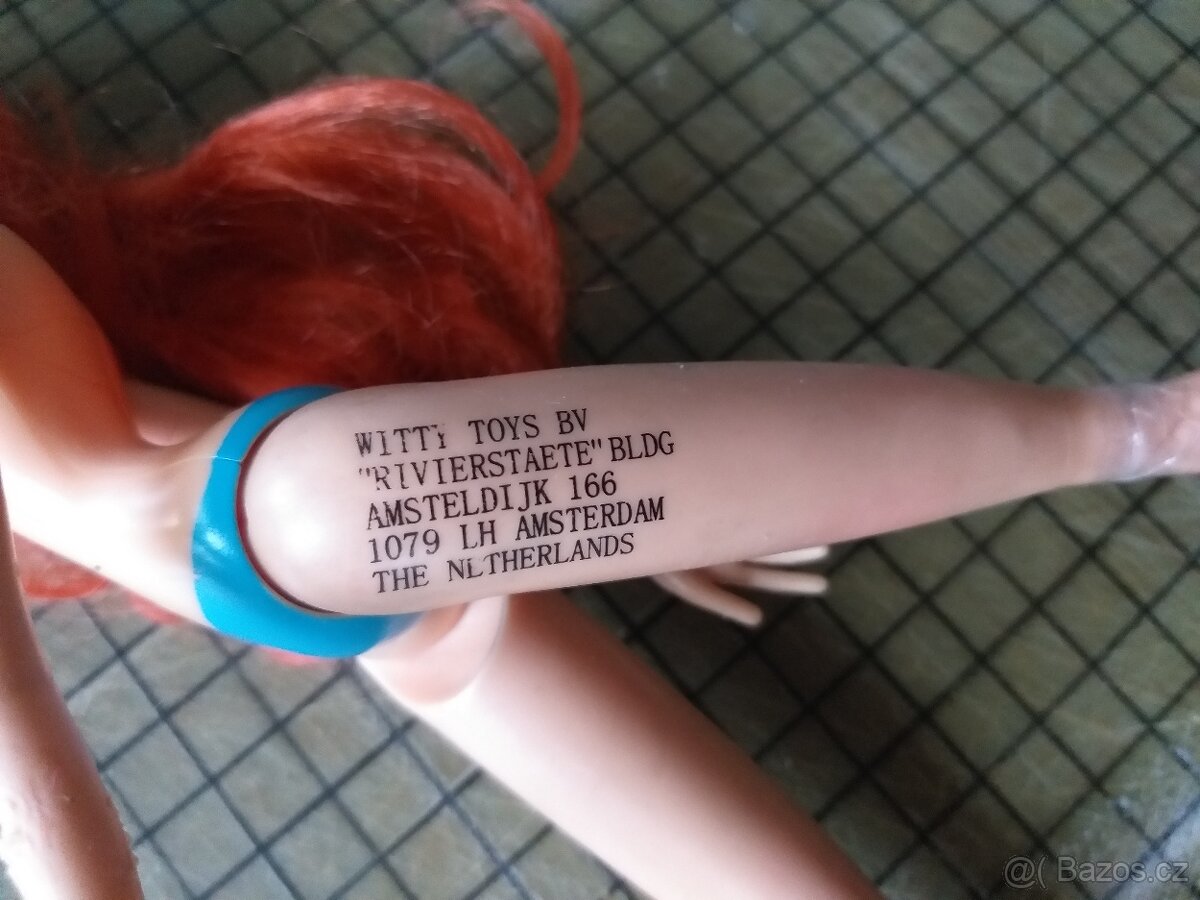 WITTY TOYS BV
"RIVIERSTAETE" BLDG
AMSTELDIJK 166
1079 LH AMSTERDAM
THE NETHERLANDS
@( Bazos.cz